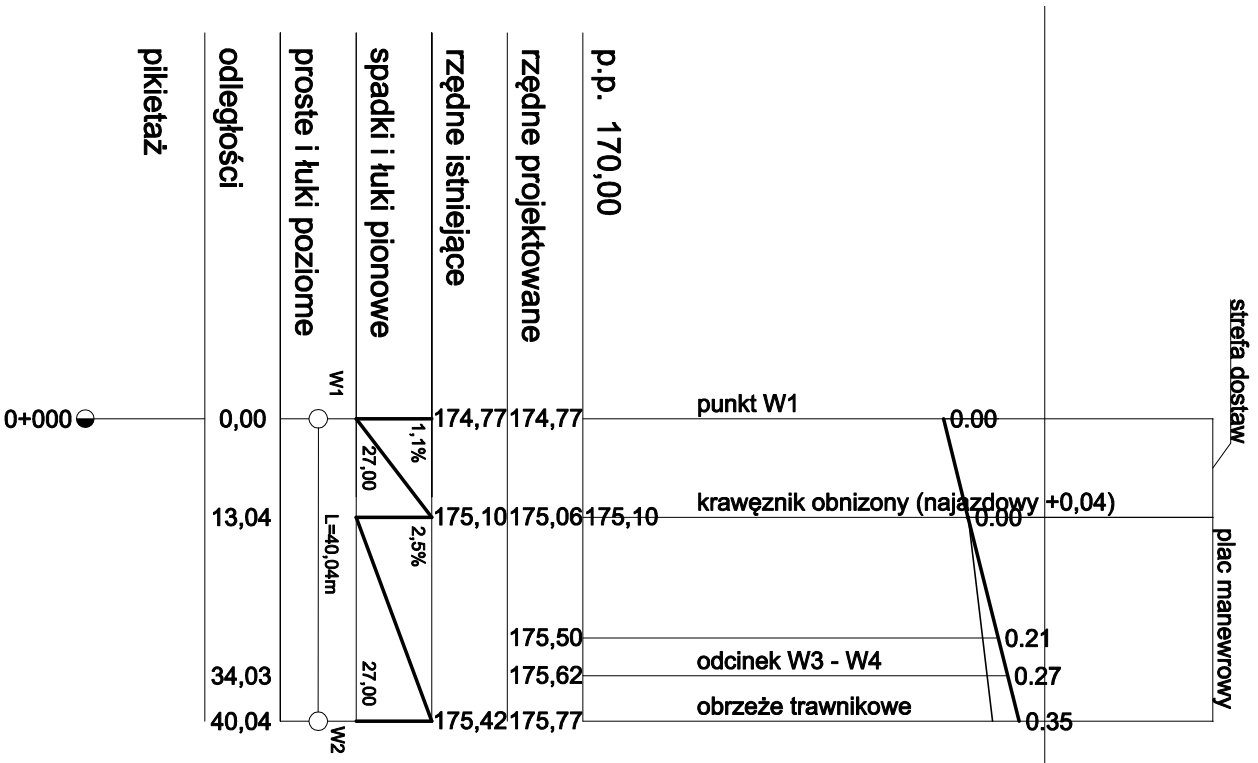 p.p. 170,00
rzędne projektowane
rzędne istniejące
spadki i łuki pionowe
proste i łuki poziome
odległości
pikietaż
strefa dostaw
plac manewrowy
punkt W1
krawęznik obnizony (najazdowy +0,04)
odcinek W3 - W4
obrzeże trawnikowe
0.00
0.00
0.21
0.27
0.35
174,77
175,06
175,10
175,50
175,62
175,77
174,77
175,10
175,42
1,1%
27,00
2,5%
27,00
W1
L=40,04m
W2
0,00
13,04
34,03
40,04
0+000